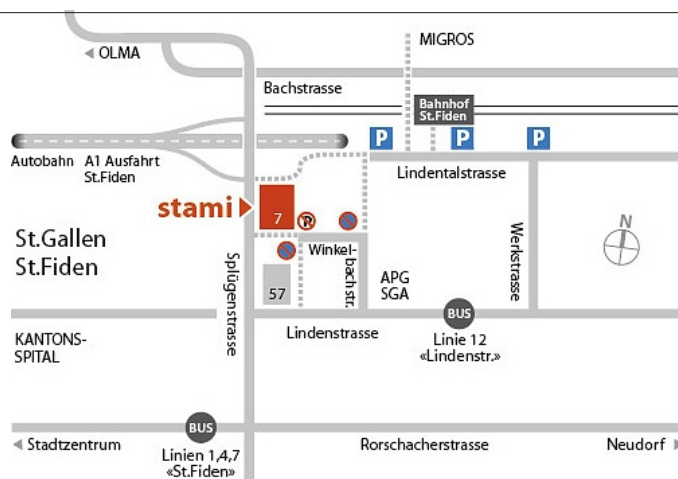 MIGROS
OLMA
Bachstrasse
Bahnhof
St.Fiden
P
P
P
Autobahn
A1 Ausfahrt
St.Fiden
Lindentalstrasse
stami
7
P
N
St.Gallen
St.Fiden
Splügenstrasse
Winkel-
bachstr.
Werkstrasse
57
APG
SGA
BUS
Lindenstrasse
Linie 12
«Lindenstr.»
KANTONS-
SPITAL
BUS
Stadtzentrum
Rorschacherstrasse
Neudorf
Linien 1,4,7
«St.Fiden»